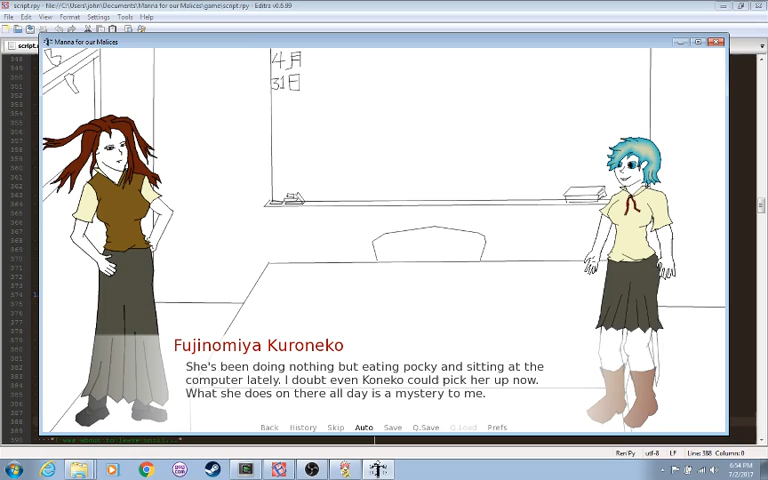 script.rpy - file://C:\Users\john\Documents\Manna for our Malices\game\script.rpy - Editra v0.6.99
File Edit View Format Settings Tools Help
Manna for our Malices
4月
31日
Fujinomiya Kuroneko
She's been doing nothing but eating pocky and sitting at the
computer lately. I doubt even Koneko could pick her up now.
What she does on there all day is a mystery to me.
Back History Skip Auto Save Q.Save Q.Load Prefs
Ren'Py utf-8 LF Line: 388 Column: 0
6:54 PM
7/2/2017